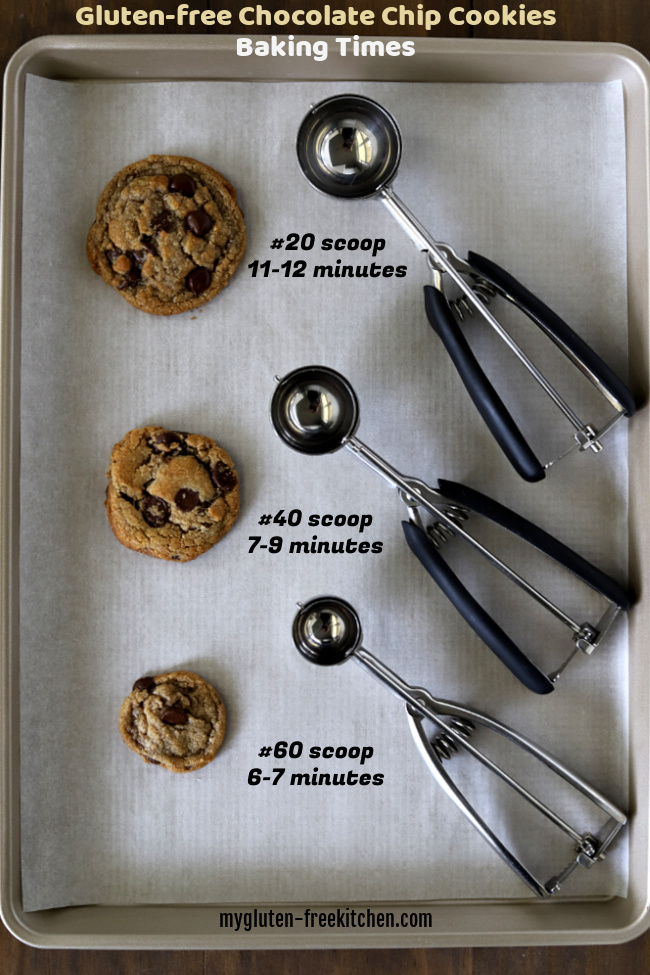 Gluten-free Chocolate Chip Cookies
Baking Times
#20 scoop
11-12 minutes
#40 scoop
7-9 minutes
#60 scoop
6-7 minutes
mygluten-freekitchen.com